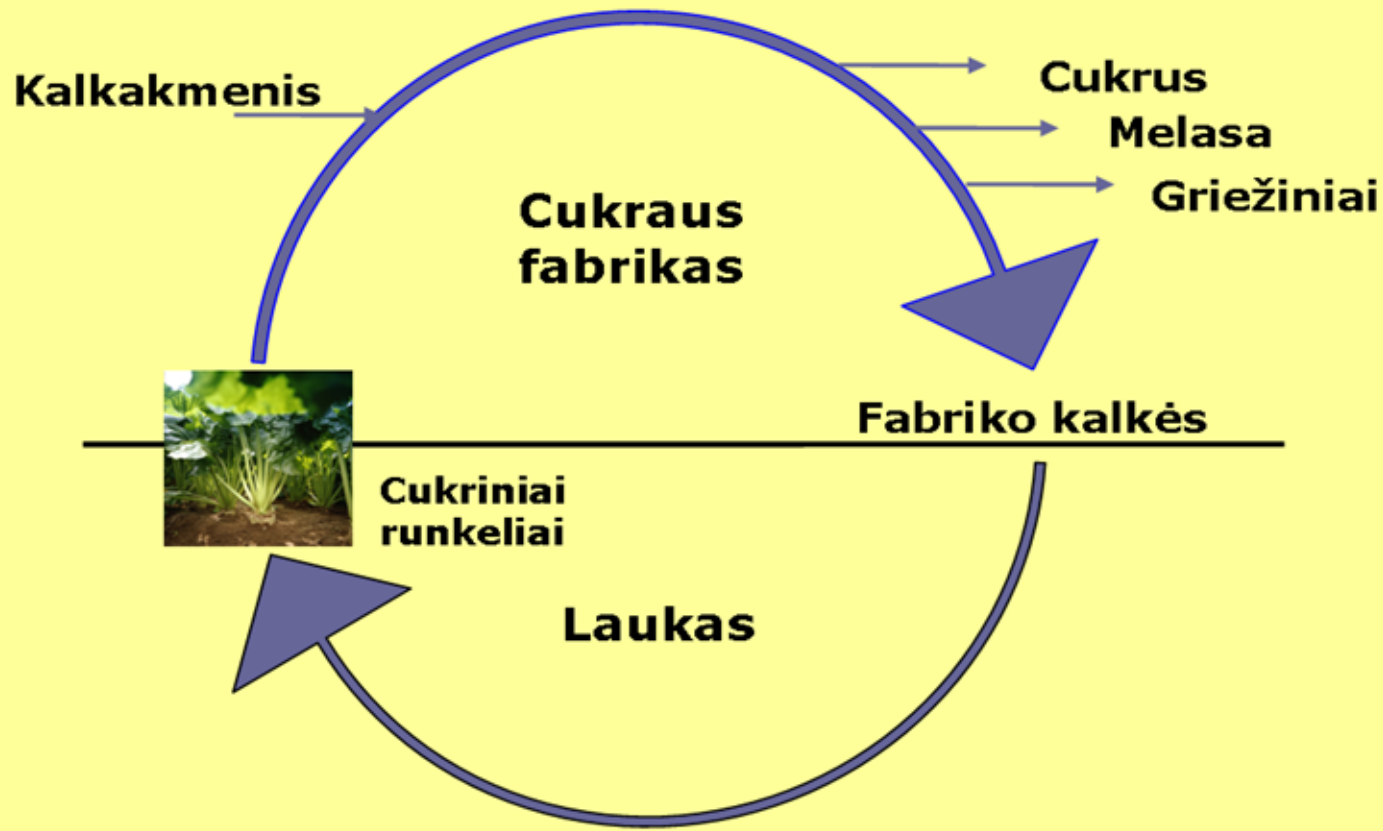 Kalkakmenis
Cukrus
Melasa
Griežiniai
Cukraus
fabrikas
Fabriko kalkės
Cukriniai
runkeliai
Laukas